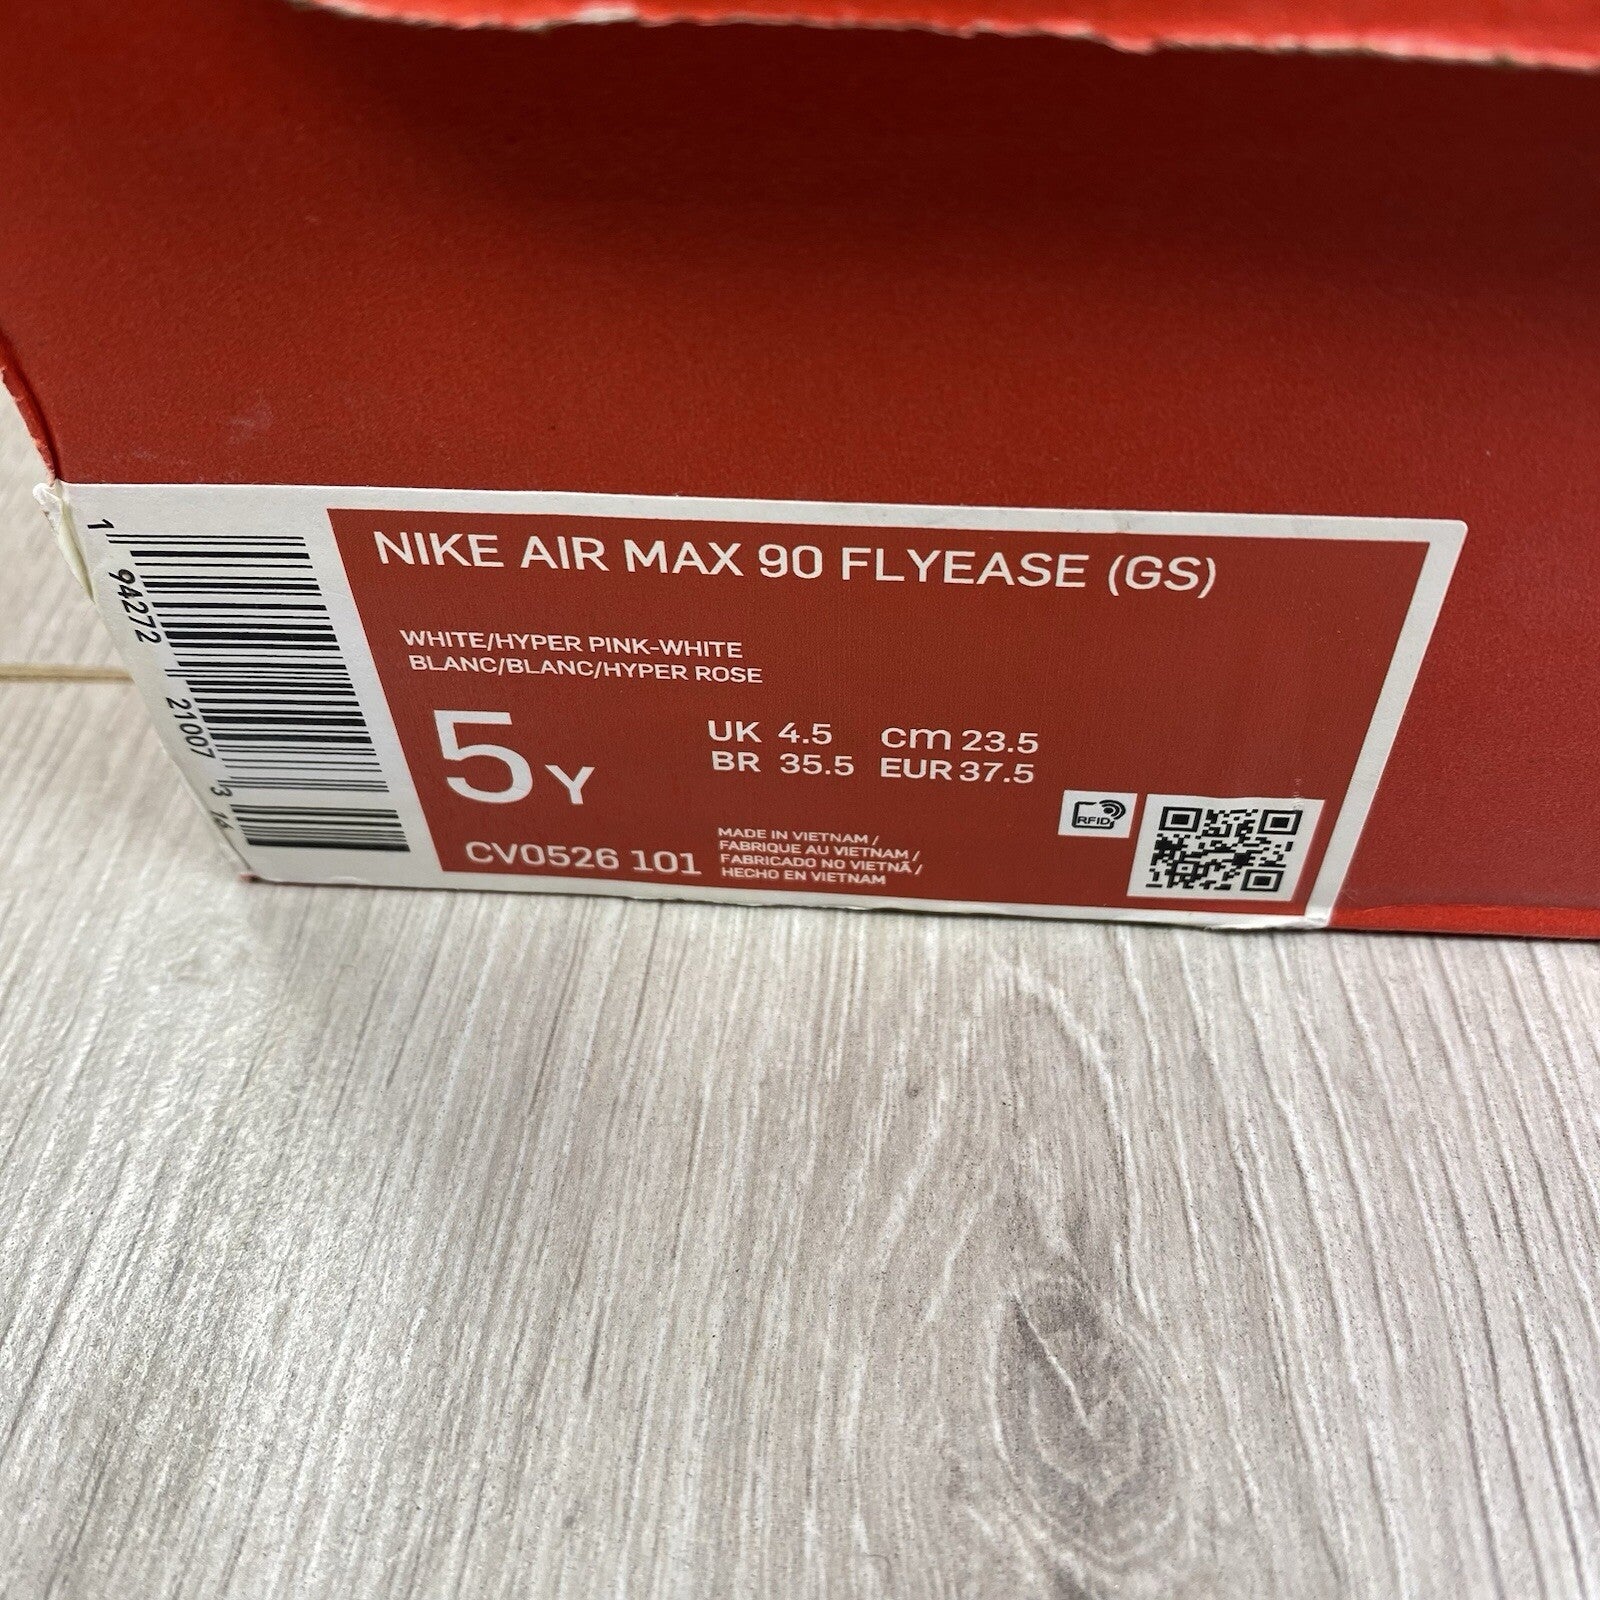 NIKE AIR MAX 90 FLYEASE (GS)
WHITE/HYPER PINK-WHITE
BLANC/BLANC/HYPER ROSE
5Y
UK 4.5 cm 23.5
BR 35.5 EUR 37.5
CV0526 101
MADE IN VIETNAM /
FABRIQUE AU VIETNAM /
FABRICADO NO VIETNÃ /
HECHO EN VIETNAM
RFID
1 94272 21007 3